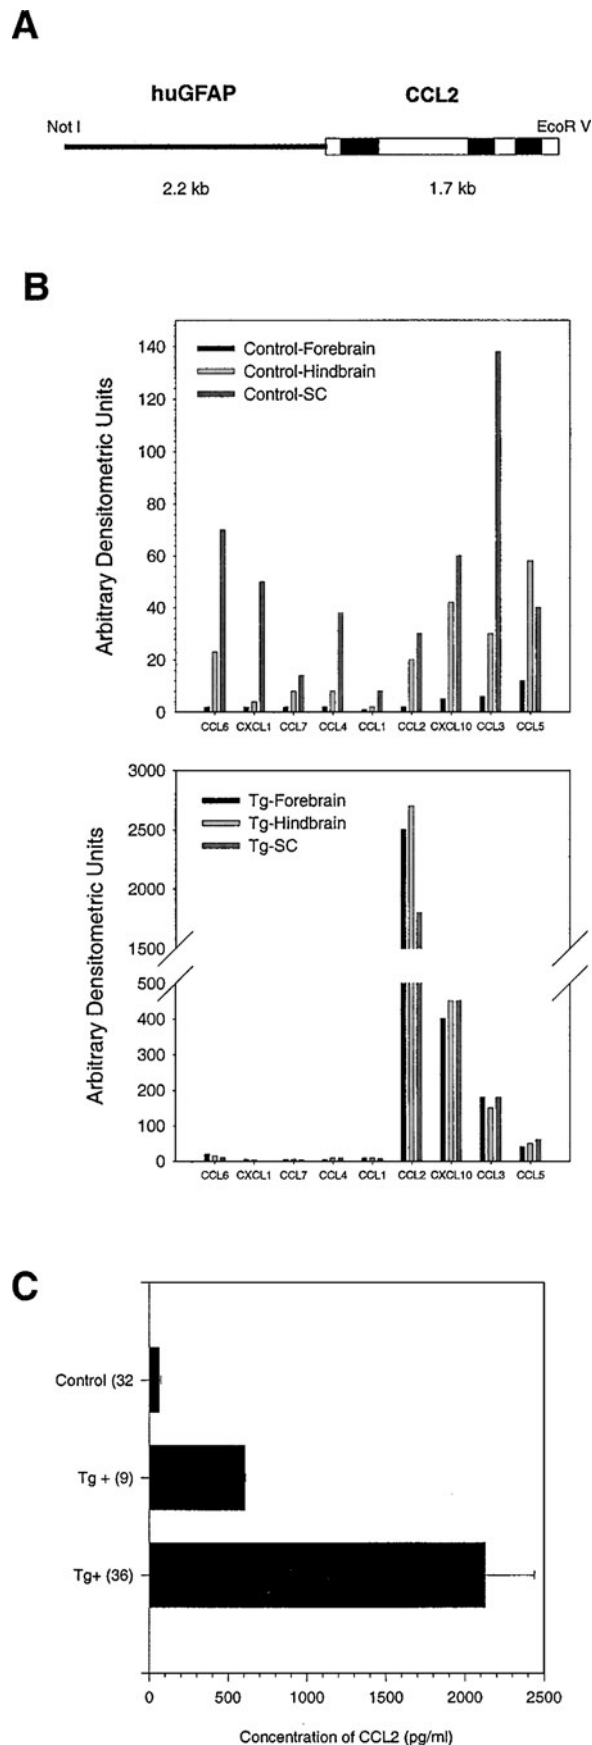 A
huGFAP CCL2
Not I EcoR V
2.2 kb 1.7 kb
B
Arbitrary Densitometric Units
140
120
100
80
60
40
20
0
Control-Forebrain
Control-Hindbrain
Control-SC
CCL6 CXCL1 CCL7 CCL4 CCL1 CCL2 CXCL10 CCL3 CCL5
Arbitrary Densitometric Units
3000
2500
2000
1500
500
400
300
200
100
0
Tg-Forebrain
Tg-Hindbrain
Tg-SC
CCL6 CXCL1 CCL7 CCL4 CCL1 CCL2 CXCL10 CCL3 CCL5
C
Control (32
Tg + (9)
Tg+ (36)
0 500 1000 1500 2000 2500
Concentration of CCL2 (pg/ml)